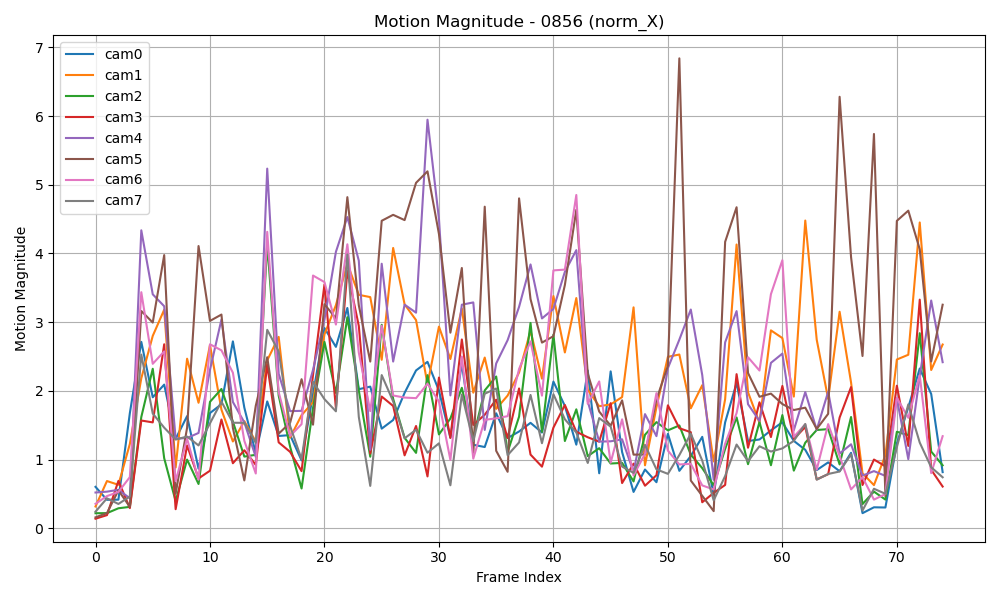 Motion Magnitude - 0856 (norm_X)
7
6
5
4
3
2
1
0
Motion Magnitude
cam0
cam1
cam2
cam3
cam4
cam5
cam6
cam7
0 10 20 30 40 50 60 70
Frame Index